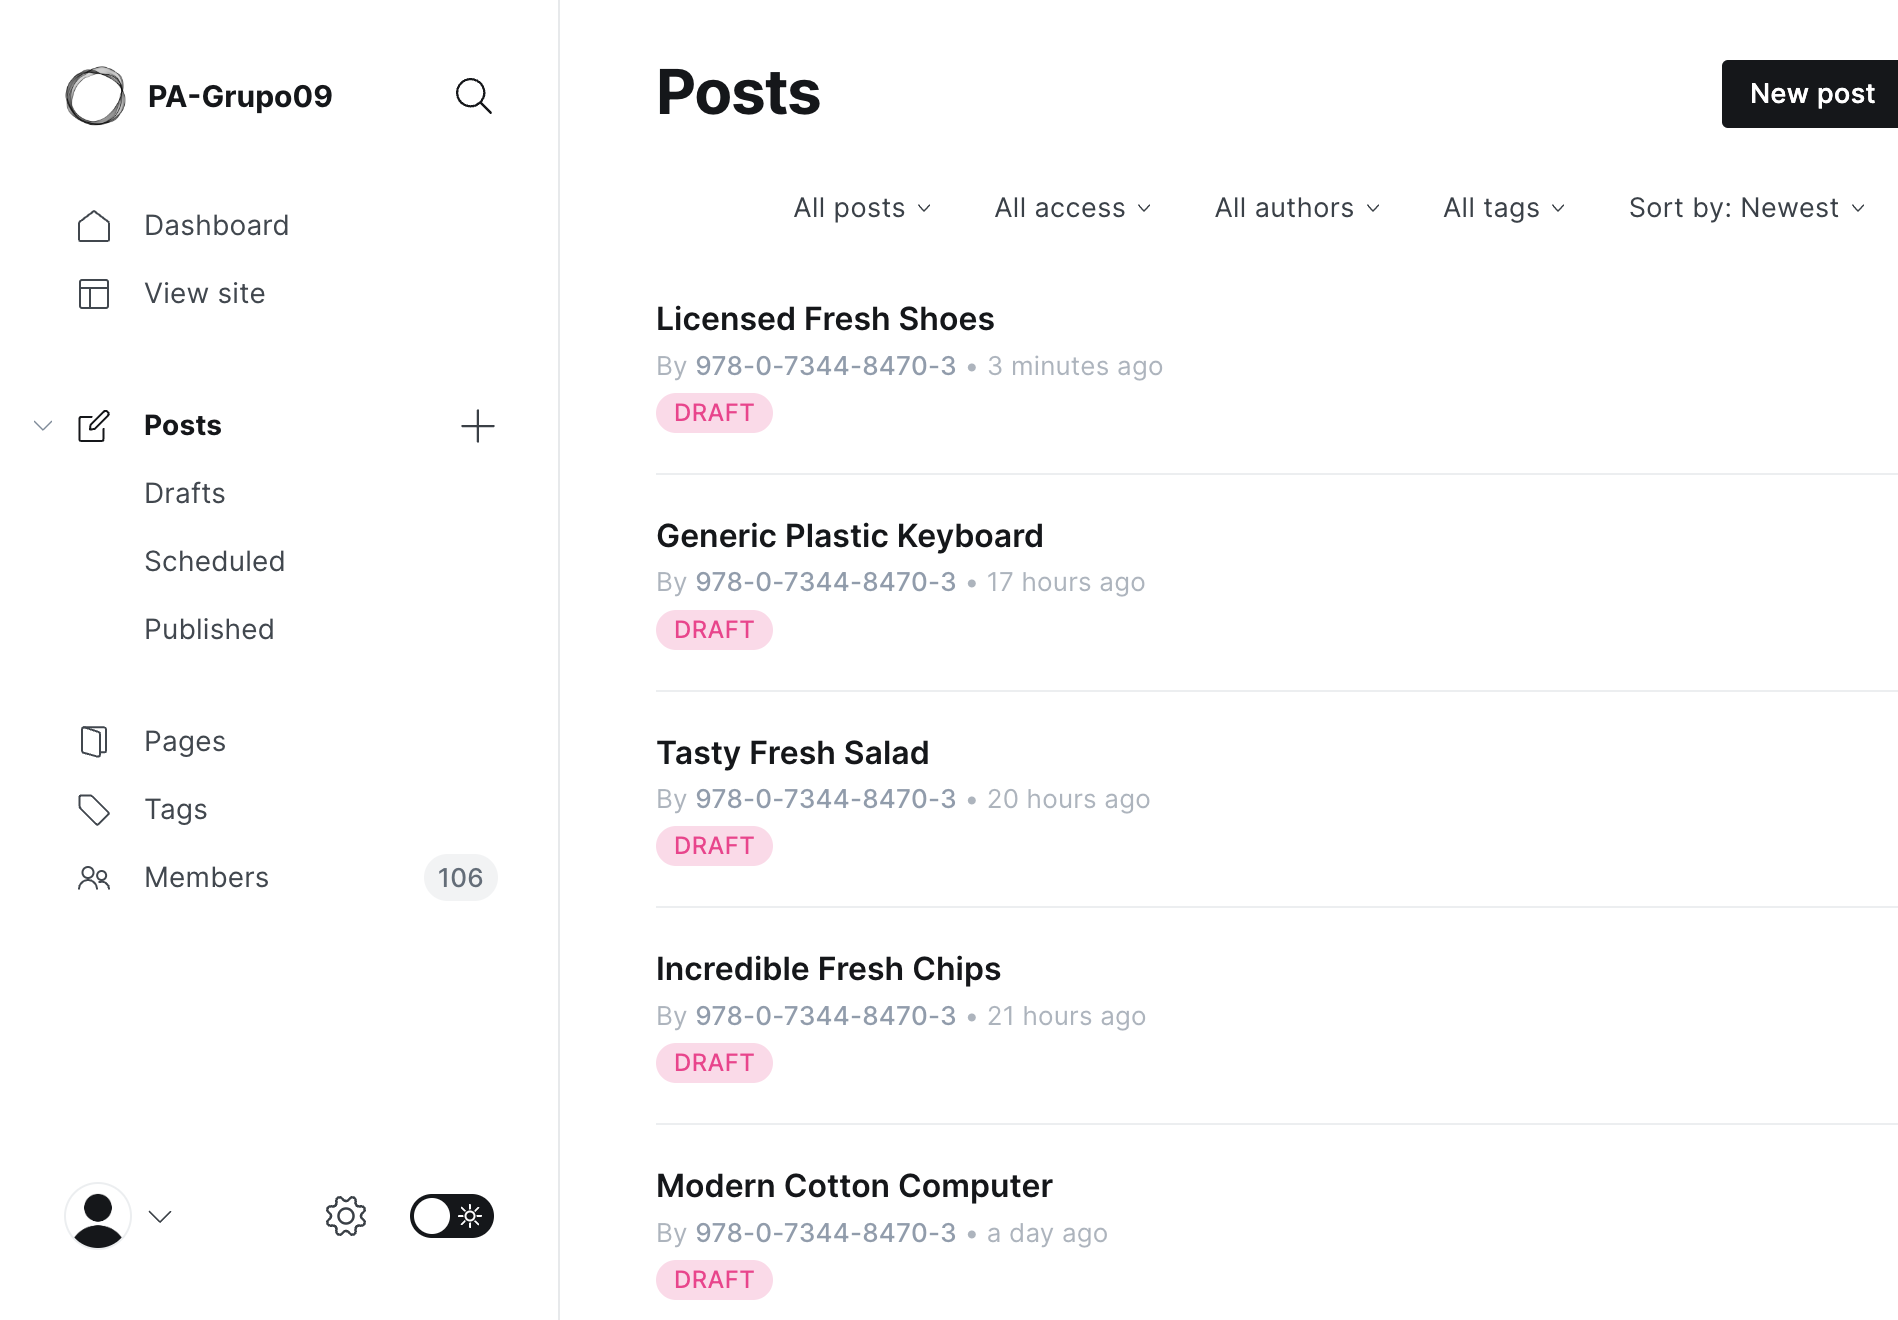 PA-Grupo09
Dashboard
View site
Posts
Drafts
Scheduled
Published
Pages
Tags
Members 106
Posts
New post
All posts All access All authors All tags Sort by: Newest
Licensed Fresh Shoes
By 978-0-7344-8470-3 • 3 minutes ago
DRAFT
Generic Plastic Keyboard
By 978-0-7344-8470-3 • 17 hours ago
DRAFT
Tasty Fresh Salad
By 978-0-7344-8470-3 • 20 hours ago
DRAFT
Incredible Fresh Chips
By 978-0-7344-8470-3 • 21 hours ago
DRAFT
Modern Cotton Computer
By 978-0-7344-8470-3 • a day ago
DRAFT